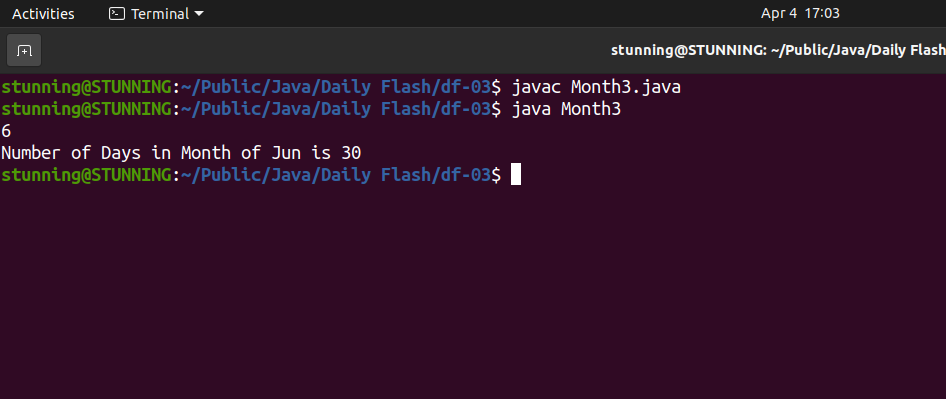 Activities Terminal Apr 4 17:03
stunning@STUNNING: ~/Public/Java/Daily Flash
stunning@STUNNING:~/Public/Java/Daily Flash/df-03$ javac Month3.java
stunning@STUNNING:~/Public/Java/Daily Flash/df-03$ java Month3
6
Number of Days in Month of Jun is 30
stunning@STUNNING:~/Public/Java/Daily Flash/df-03$